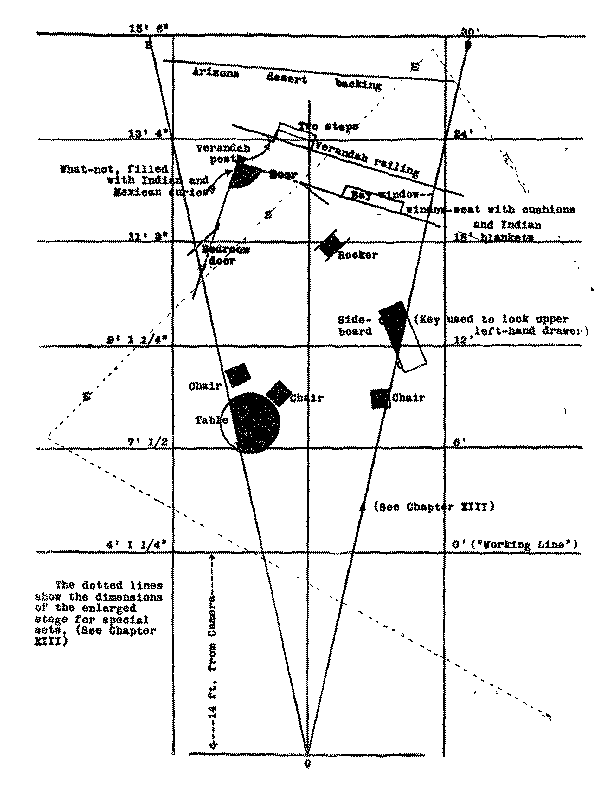 15' 6"
30'
B
Arizona desert backing
E
Two steps
13' 4"
24'
Verandah
post
Verandah railing
What-not, filled
with Indian and
Mexican curios
Door
Bay window
window-seat with cushions
and Indian
blankets
11' 3"
18'
Bedroom
door
Rocker
Side-
board
(Key used to lock upper
left-hand drawer)
9' 1 1/4"
12'
Chair
Chair
Chair
Table
7' 1/2
6'
A (See Chapter XIII)
4' 1 1/4"
0' ("Working Line")
The dotted lines
show the dimensions
of the enlarged
stage for special
sets. (See Chapter
XIII)
14 ft. from Camera